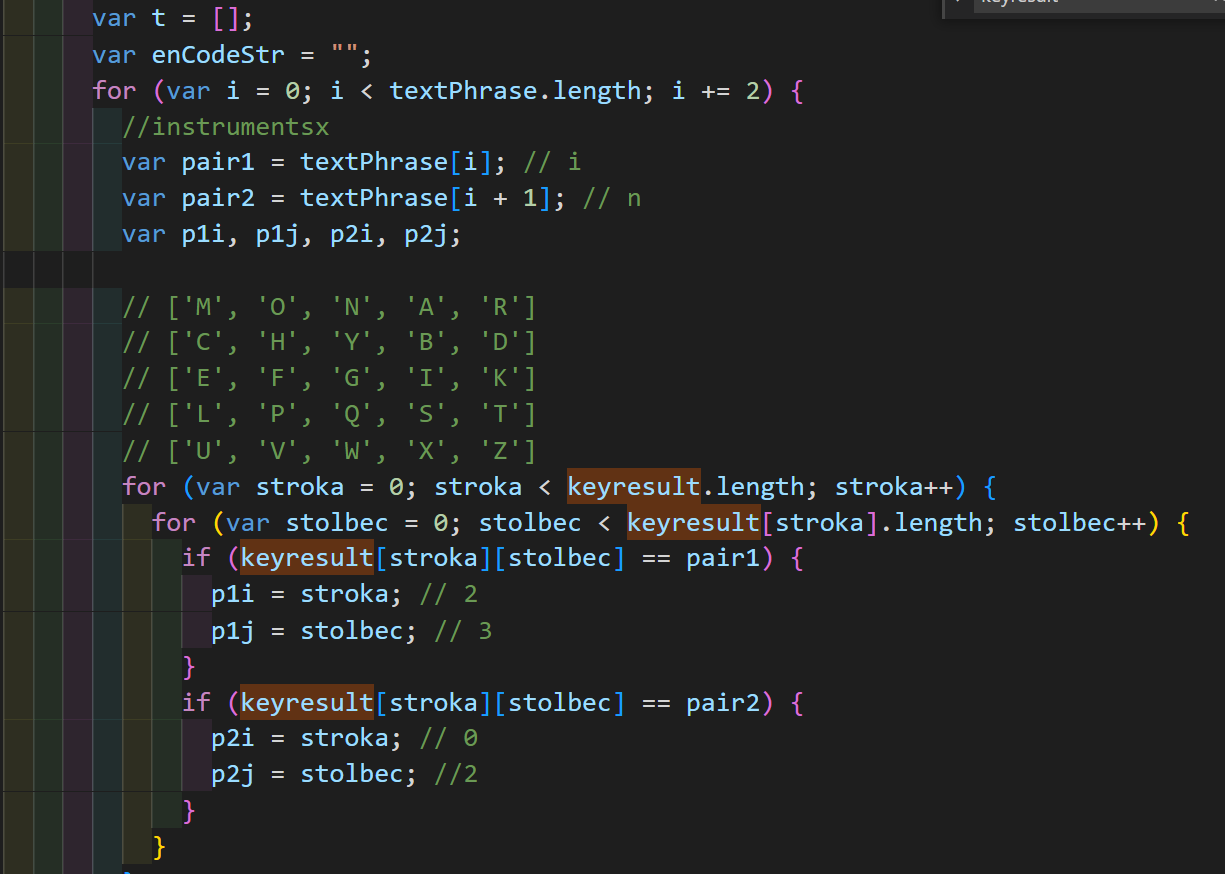 keyresult
var t = [];
var enCodeStr = "";
for (var i = 0; i < textPhrase.length; i += 2) {
//instrumentsx
var pair1 = textPhrase[i]; // i
var pair2 = textPhrase[i + 1]; // n
var p1i, p1j, p2i, p2j;
// ['M', 'O', 'N', 'A', 'R']
// ['C', 'H', 'Y', 'B', 'D']
// ['E', 'F', 'G', 'I', 'K']
// ['L', 'P', 'Q', 'S', 'T']
// ['U', 'V', 'W', 'X', 'Z']
for (var stroka = 0; stroka < keyresult.length; stroka++) {
for (var stolbec = 0; stolbec < keyresult[stroka].length; stolbec++) {
if (keyresult[stroka][stolbec] == pair1) {
p1i = stroka; // 2
p1j = stolbec; // 3
}
if (keyresult[stroka][stolbec] == pair2) {
p2i = stroka; // 0
p2j = stolbec; //2
}
}